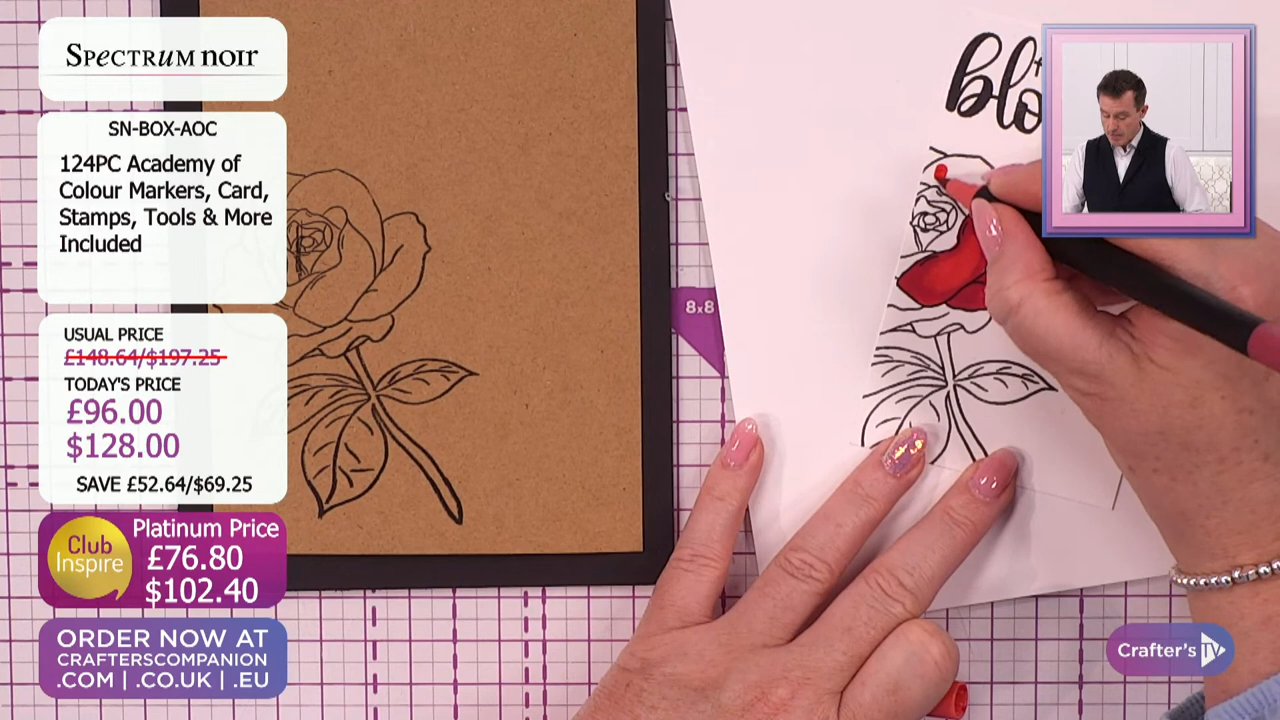 SPECTRUM NOIR
SN-BOX-AOC
124PC Academy of
Colour Markers, Card,
Stamps, Tools & More
Included
USUAL PRICE
£148.64/$197.25
TODAY'S PRICE
£96.00
$128.00
SAVE £52.64/$69.25
Club
Inspire
Platinum Price
£76.80
$102.40
ORDER NOW AT
CRAFTERSCOMPANION
.COM | .CO.UK | .EU
8x8
blo
Crafter's TV